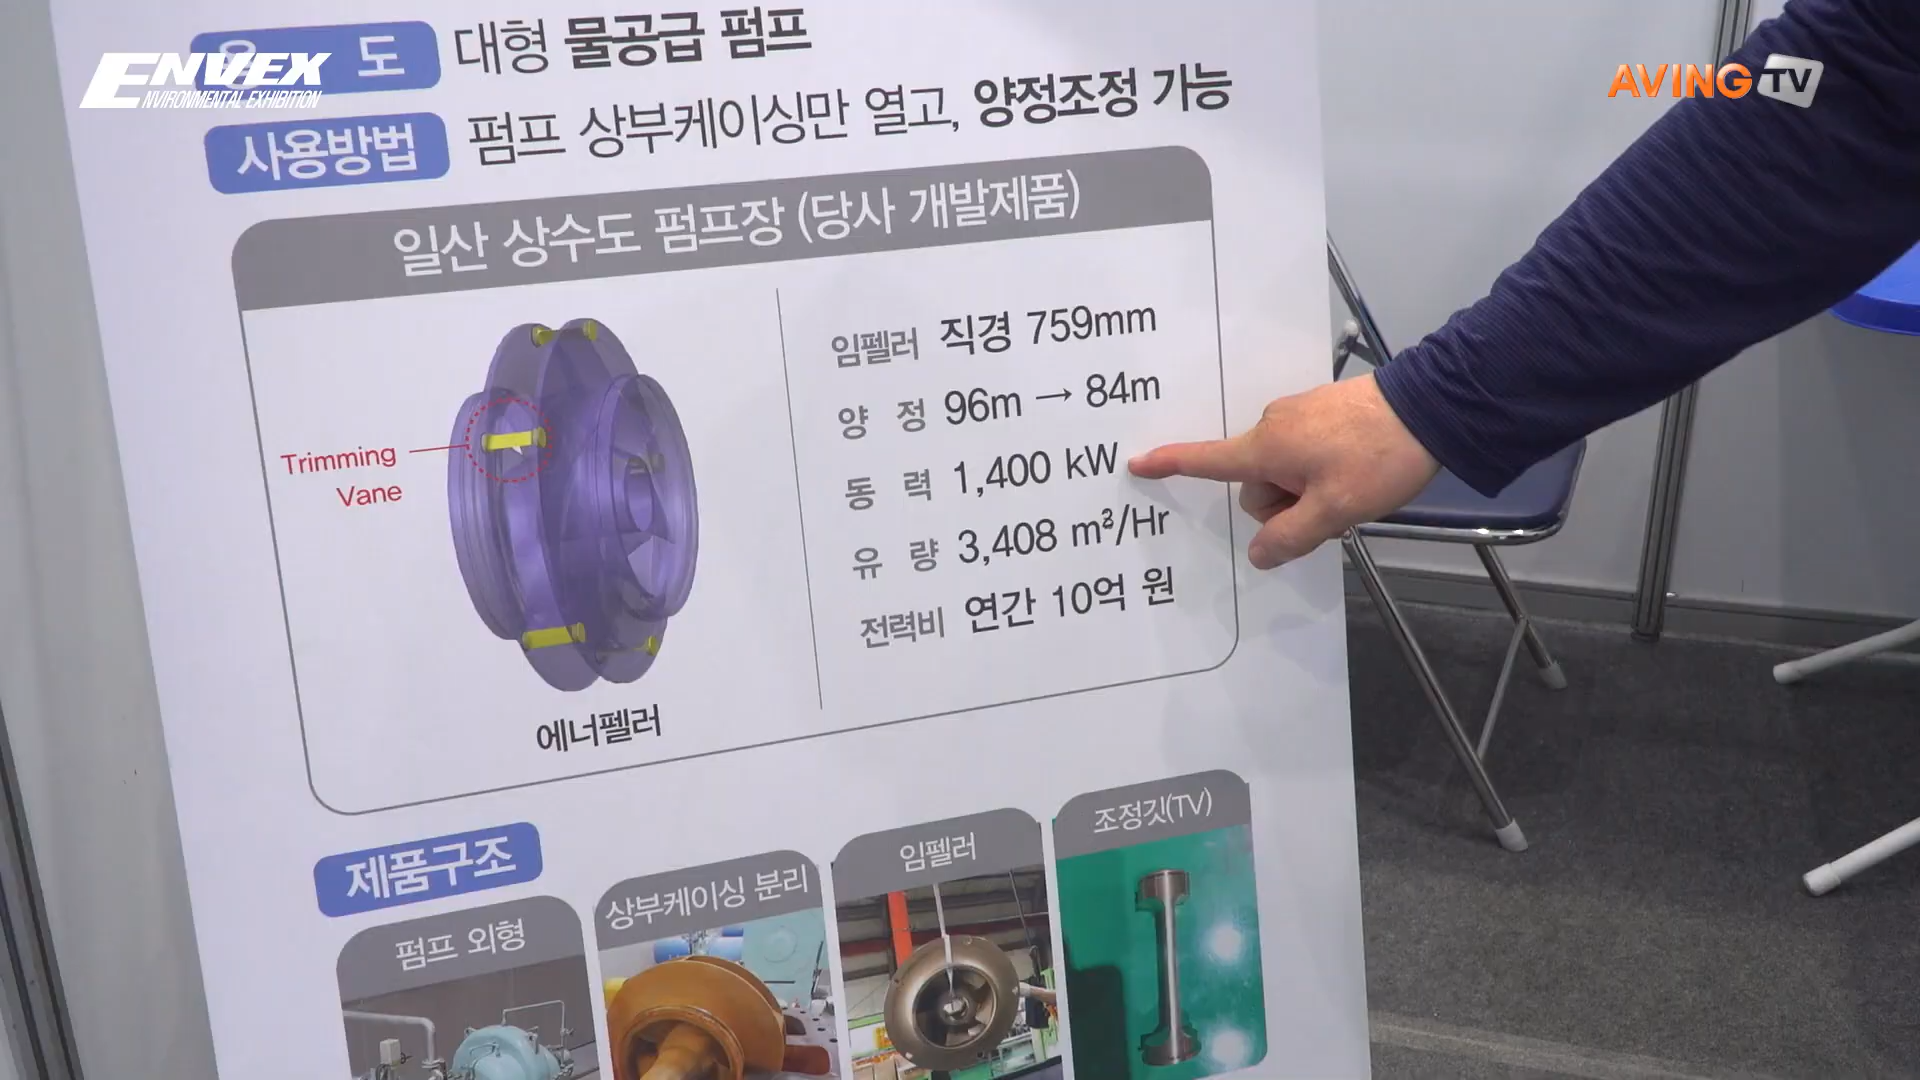 ENVEX
ENVIRONMENTAL EXHIBITION
AVING TV
용 도 대형 물공급 펌프
사용방법 펌프 상부케이싱만 열고, 양정조정 가능
일산 상수도 펌프장 (당사 개발제품)
Trimming
Vane
에너펠러
임펠러 직경 759mm
양 정 96m → 84m
동 력 1,400 kW
유 량 3,408 m³/Hr
전력비 연간 10억 원
제품구조
펌프 외형
상부케이싱 분리
임펠러
조정깃(TV)